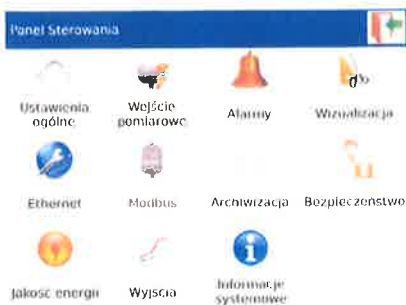 Panel Sterowania
Ustawienia
ogólne
Wejście
pomiarowe
Alarmy
Wizualizacja
Ethernet
Modbus
Archiwizacja
Bezpieczeństwo
Jakość energii
Wyjścia
Informacje
systemowe